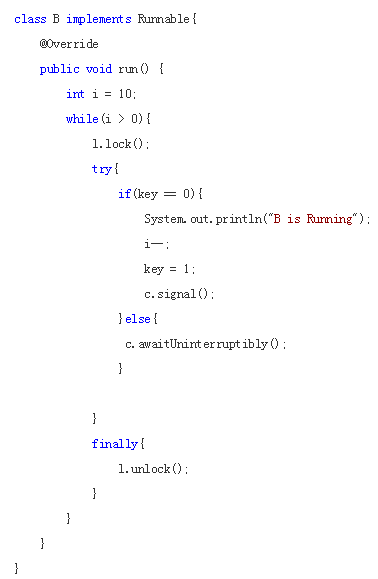 class B implements Runnable{
    @Override
    public void run() {
        int i = 10;
        while(i > 0){
            l.lock();
            try{
                if(key == 0){
                    System.out.println("B is Running");
                    i--;
                    key = 1;
                    c.signal();
                }else{
                 c.awaitUninterruptibly();
                }

            }
            finally{
                l.unlock();
            }
        }
    }
}